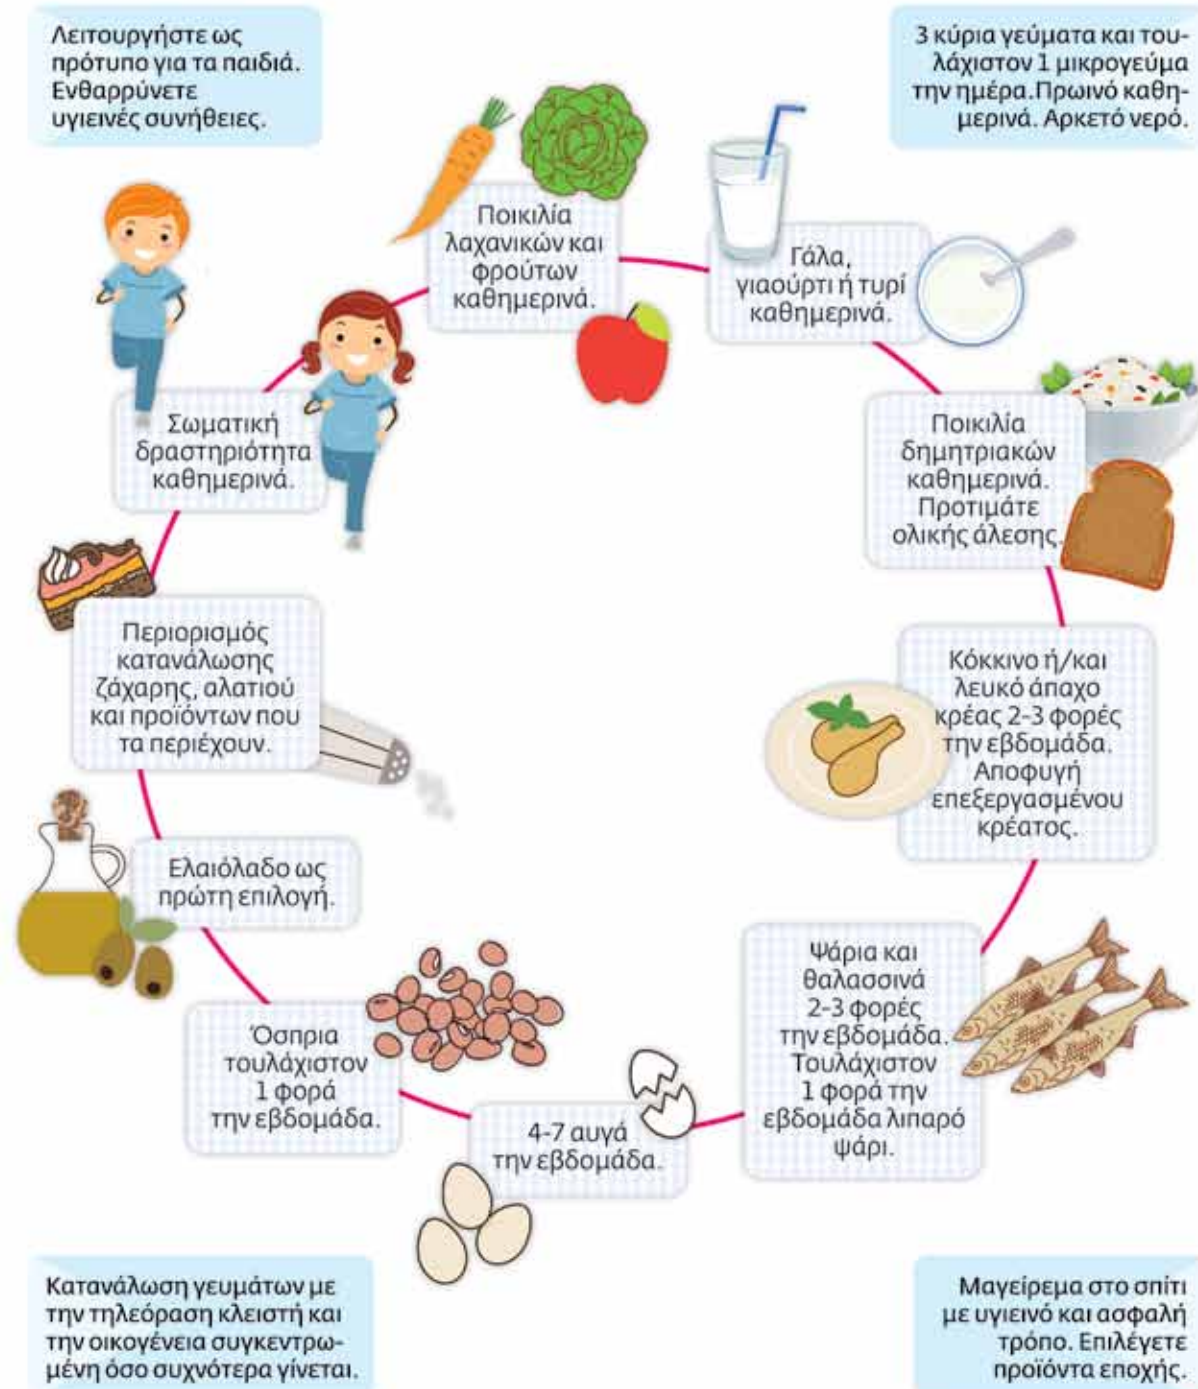 Λειτουργήστε ως
πρότυπο για τα παιδιά.
Ενθαρρύνετε
υγιεινές συνήθειες.
3 κύρια γεύματα και του-
λάχιστον 1 μικρογεύμα
την ημέρα.Πρωινό καθη-
μερινά. Αρκετό νερό.
Ποικιλία
λαχανικών και
φρούτων
καθημερινά.
Γάλα,
γιαούρτι ή τυρί
καθημερινά.
Ποικιλία
δημητριακών
καθημερινά.
Προτιμάτε
ολικής άλεσης.
Κόκκινο ή/και
λευκό άπαχο
κρέας 2-3 φορές
την εβδομάδα.
Αποφυγή
επεξεργασμένου
κρέατος.
Ψάρια και
θαλασσινά
2-3 φορές
την εβδομάδα.
Τουλάχιστον
1 φορά την
εβδομάδα λιπαρό
ψάρι.
4-7 αυγά
την εβδομάδα.
Όσπρια
τουλάχιστον
1 φορά
την εβδομάδα.
Ελαιόλαδο ως
πρώτη επιλογή.
Περιορισμός
κατανάλωσης
ζάχαρης, αλατιού
και προϊόντων που
τα περιέχουν.
Σωματική
δραστηριότητα
καθημερινά.
Κατανάλωση γευμάτων με
την τηλεόραση κλειστή και
την οικογένεια συγκεντρω-
μένη όσο συχνότερα γίνεται.
Μαγείρεμα στο σπίτι
με υγιεινό και ασφαλή
τρόπο. Επιλέγετε
προϊόντα εποχής.